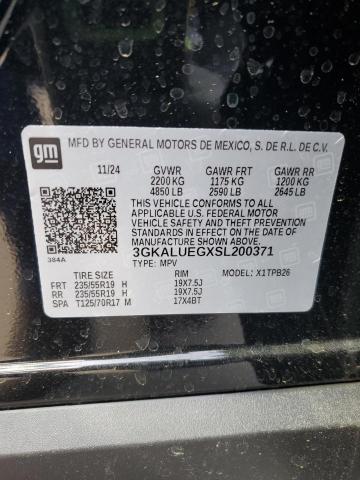 gm
MFD BY GENERAL MOTORS DE MEXICO, S. DE R.L. DE C.V.
11/24 GVWR GAWR FRT GAWR RR
2200 KG 1175 KG 1200 KG
4850 LB 2590 LB 2645 LB
THIS VEHICLE CONFORMS TO ALL
APPLICABLE U.S. FEDERAL MOTOR
VEHICLE SAFETY, BUMPER, AND THEFT PREVENTION
STANDARDS IN EFFECT ON THE DATE OF
MANUFACTURE SHOWN ABOVE.
384A
3GKALUEGXSL200371
TYPE: MPV MODEL: X1TPB26
TIRE SIZE RIM
FRT 235/55R19 H 19X7.5J
RR 235/55R19 H 19X7.5J
SPA T125/70R17 M 17X4BT